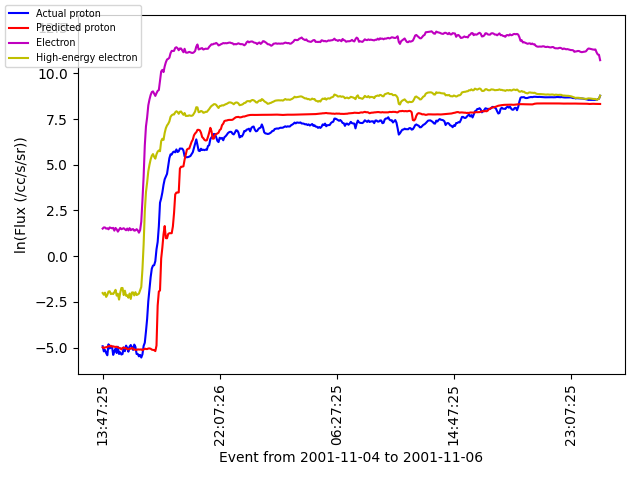 Actual proton
Predicted proton
Electron
High-energy electron
10.0
7.5
5.0
2.5
0.0
−2.5
−5.0
ln(Flux (/cc/s/sr))
13:47:25
22:07:26
06:27:25
14:47:25
23:07:25
Event from 2001-11-04 to 2001-11-06